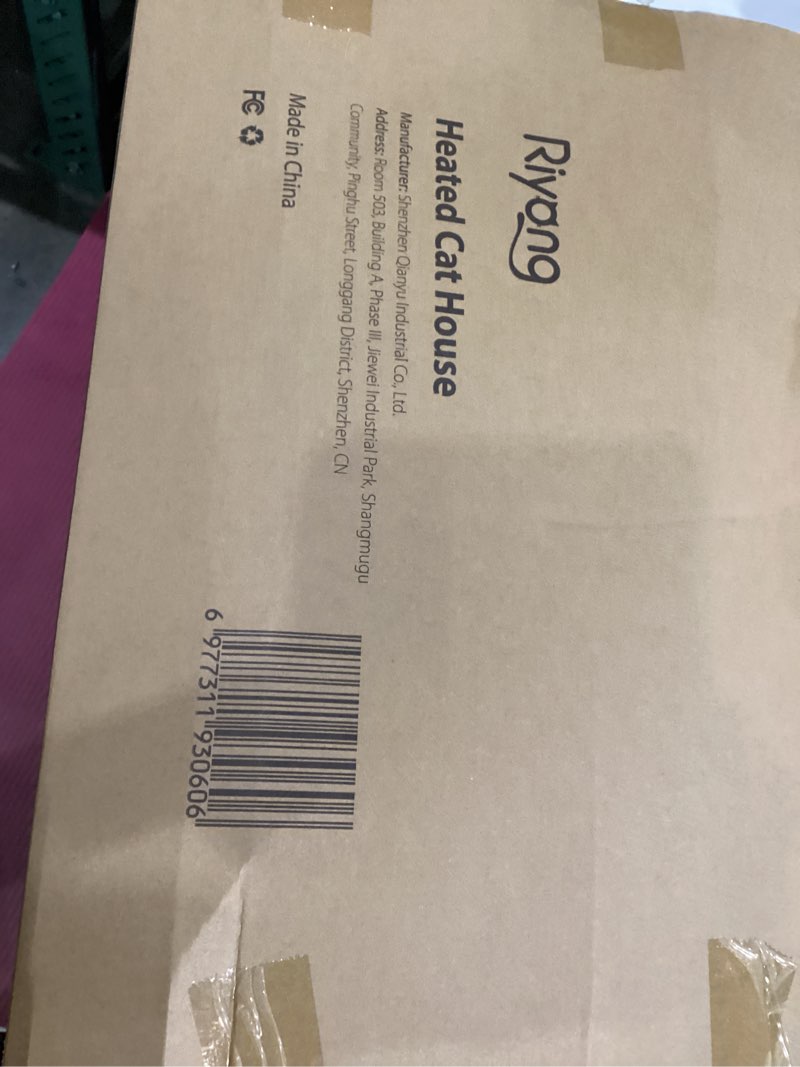 Riyang
Heated Cat House
Manufacturer: Shenzhen Qianyu Industrial Co., Ltd.
Address: Room 503, Building A, Phase III, Jiewei Industrial Park, Shangmugu
Community, Pinghu Street, Longgang District, Shenzhen, CN
Made in China
FC
6 977311 930606